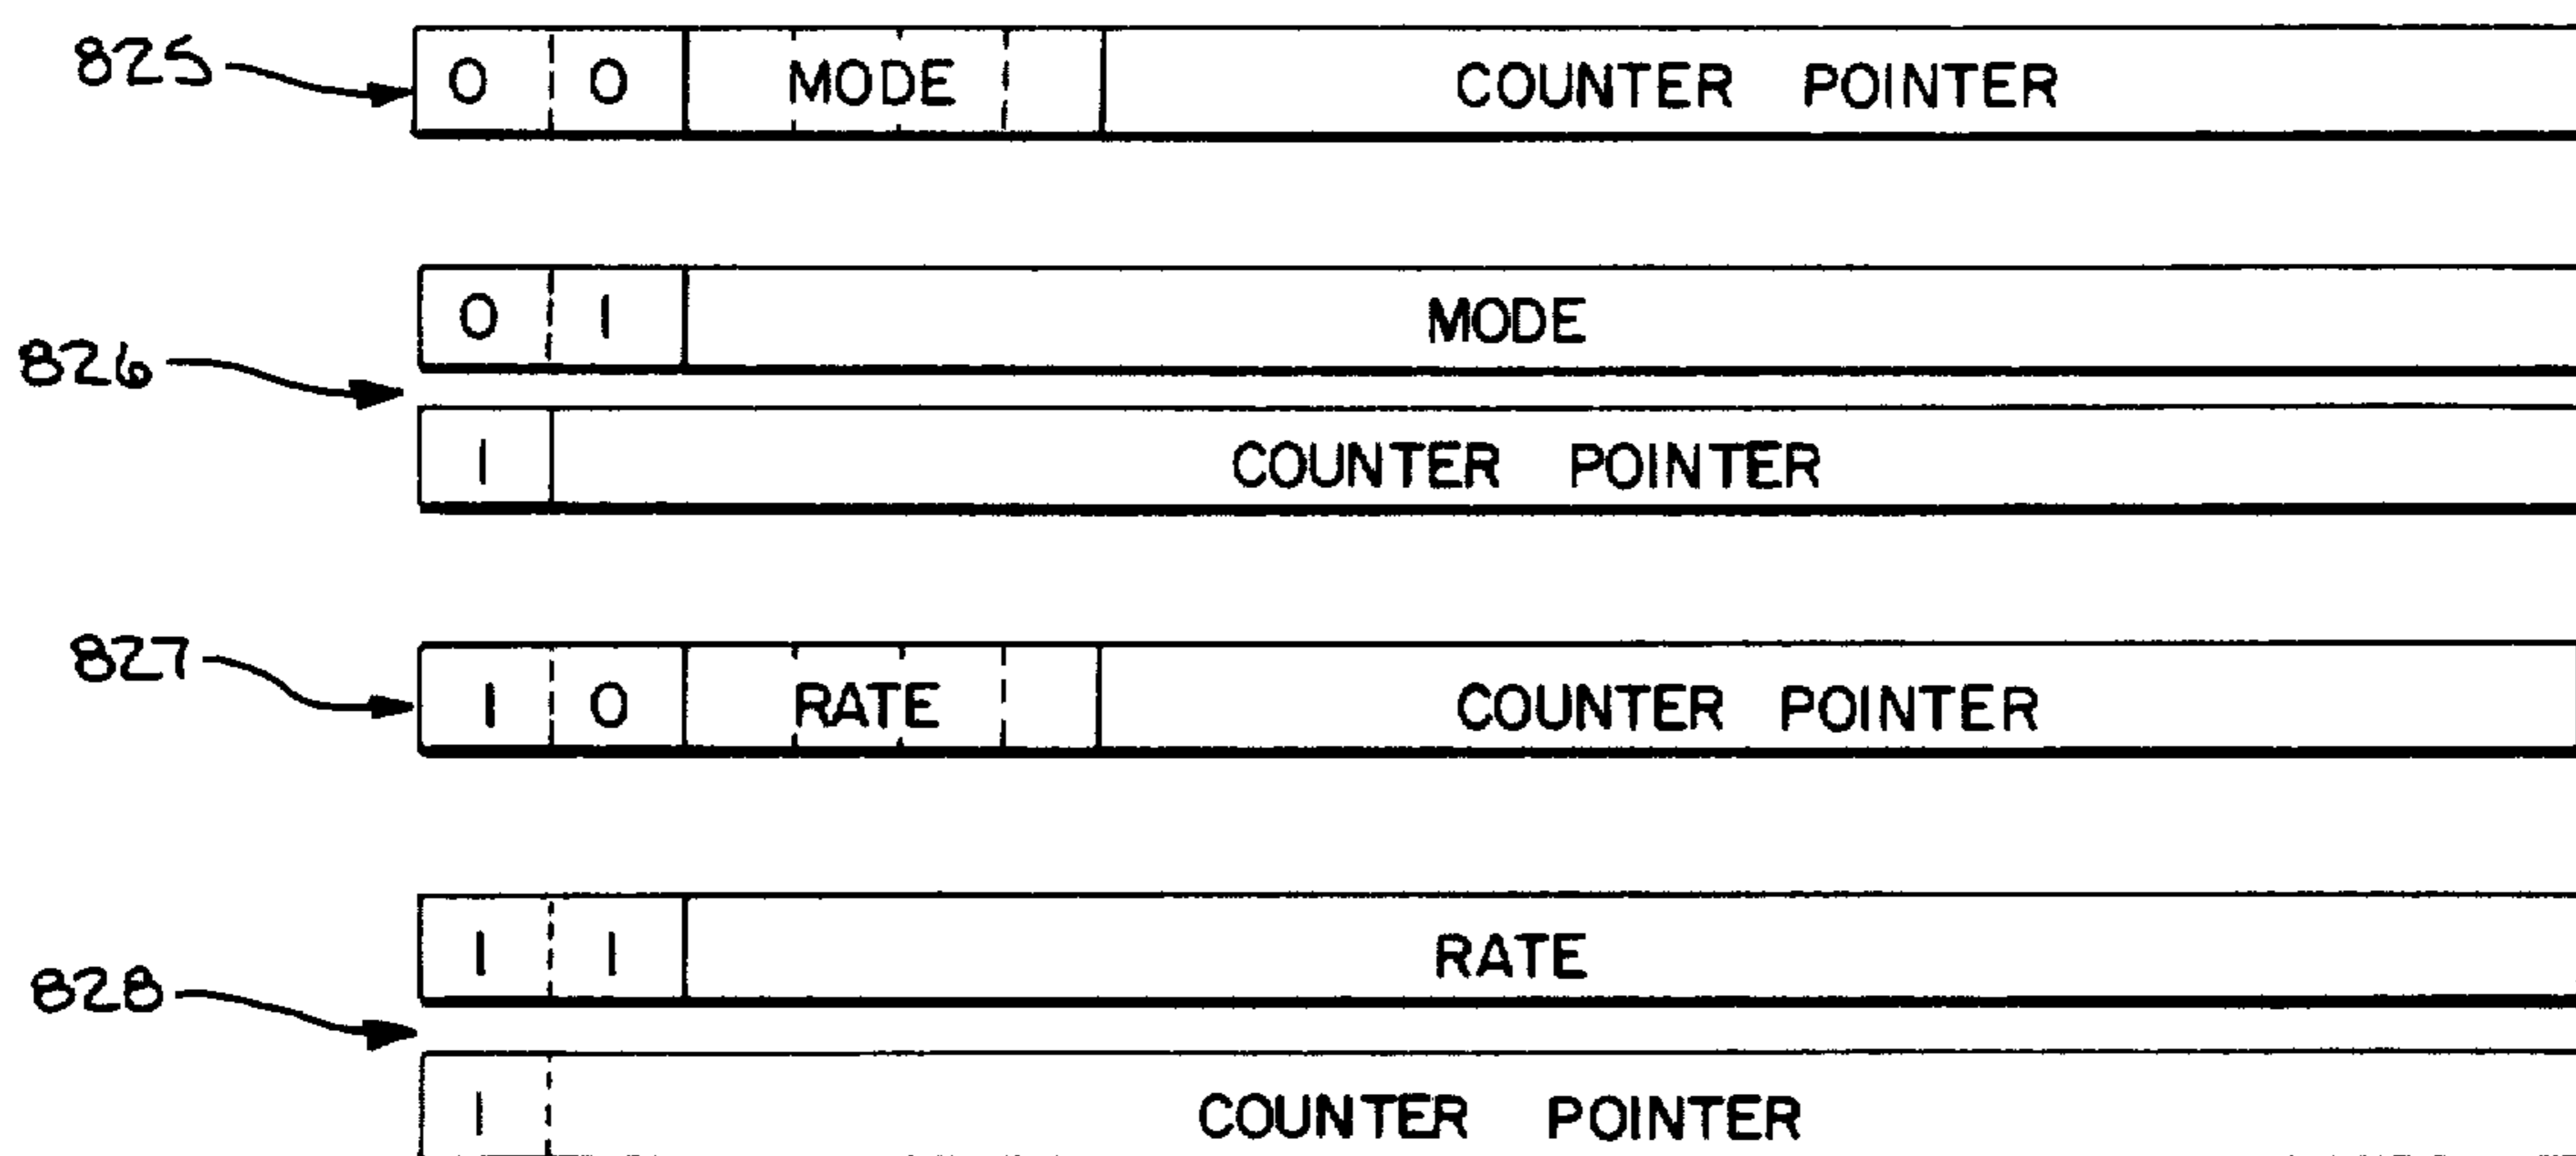 825 0 0 MODE COUNTER POINTER
0 1 MODE
826
1 COUNTER POINTER
827 1 0 RATE COUNTER POINTER
1 1 RATE
828
1 COUNTER POINTER